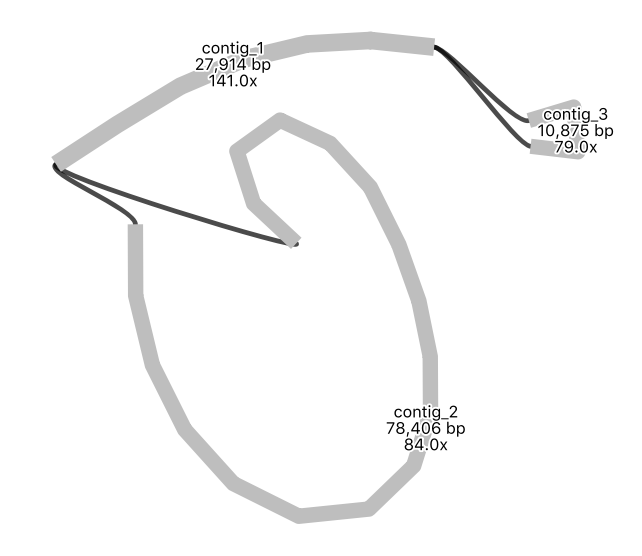 contig_1
27,914 bp
141.0x
contig_3
10,875 bp
79.0x
contig_2
78,406 bp
84.0x